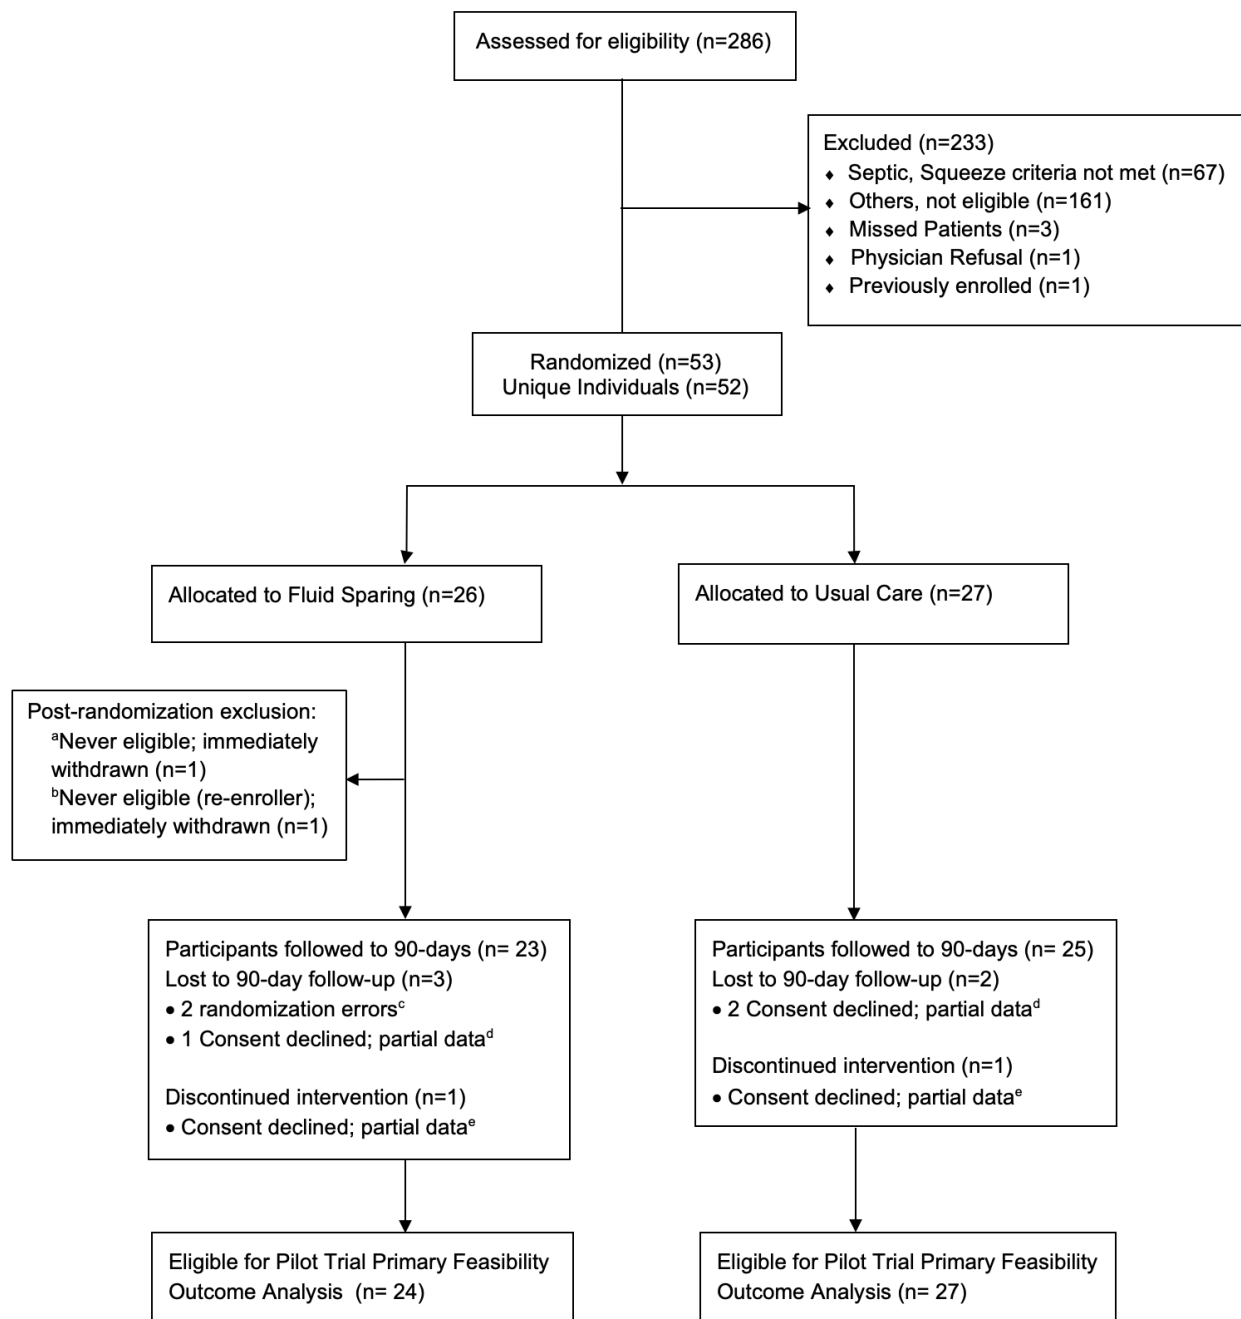 Assessed for eligibility (n=286)
Excluded (n=233)
♦ Septic, Squeeze criteria not met (n=67)
♦ Others, not eligible (n=161)
♦ Missed Patients (n=3)
♦ Physician Refusal (n=1)
♦ Previously enrolled (n=1)
Randomized (n=53)
Unique Individuals (n=52)
Allocated to Fluid Sparing (n=26)
Allocated to Usual Care (n=27)
Post-randomization exclusion:
ᵃNever eligible; immediately
withdrawn (n=1)
ᵇNever eligible (re-enroller);
immediately withdrawn (n=1)
Participants followed to 90-days (n= 23)
Lost to 90-day follow-up (n=3)
• 2 randomization errorsᶜ
• 1 Consent declined; partial dataᵈ
Discontinued intervention (n=1)
• Consent declined; partial dataᵉ
Participants followed to 90-days (n= 25)
Lost to 90-day follow-up (n=2)
• 2 Consent declined; partial dataᵈ
Discontinued intervention (n=1)
• Consent declined; partial dataᵉ
Eligible for Pilot Trial Primary Feasibility
Outcome Analysis (n= 24)
Eligible for Pilot Trial Primary Feasibility
Outcome Analysis (n= 27)